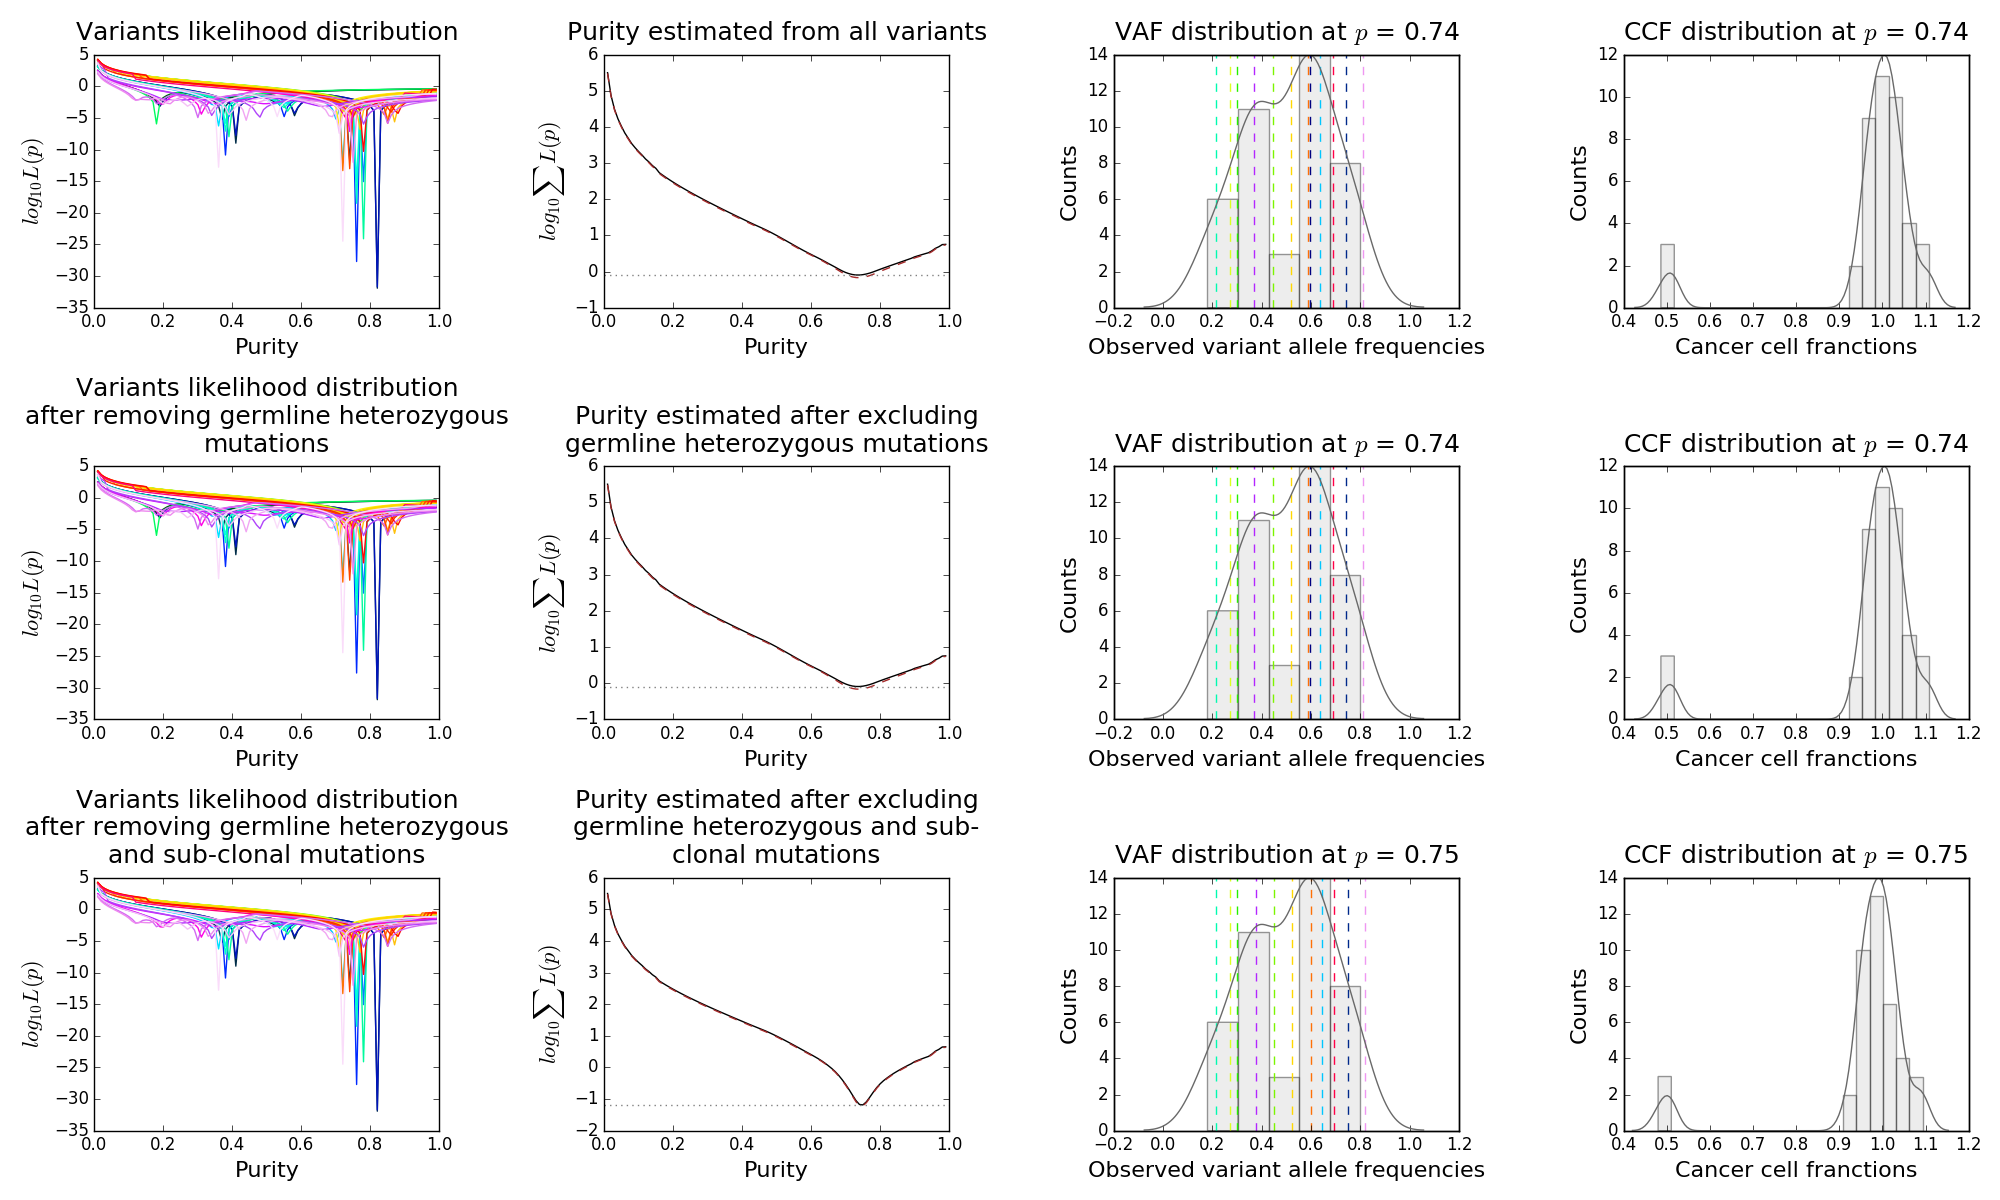 Variants likelihood distribution
5
0
−5
−10
−15
−20
−25
−30
−35
log10L(p)
0.0 0.2 0.4 0.6 0.8 1.0
Purity
Purity estimated from all variants
6
5
4
3
2
1
0
−1
log10∑L(p)
0.0 0.2 0.4 0.6 0.8 1.0
Purity
VAF distribution at p = 0.74
14
12
10
8
6
4
2
0
Counts
−0.2 0.0 0.2 0.4 0.6 0.8 1.0 1.2
Observed variant allele frequencies
CCF distribution at p = 0.74
12
10
8
6
4
2
0
Counts
0.4 0.5 0.6 0.7 0.8 0.9 1.0 1.1 1.2
Cancer cell franctions
Variants likelihood distribution
after removing germline heterozygous
mutations
5
0
−5
−10
−15
−20
−25
−30
−35
log10L(p)
0.0 0.2 0.4 0.6 0.8 1.0
Purity
Purity estimated after excluding
germline heterozygous mutations
6
5
4
3
2
1
0
−1
log10∑L(p)
0.0 0.2 0.4 0.6 0.8 1.0
Purity
VAF distribution at p = 0.74
14
12
10
8
6
4
2
0
Counts
−0.2 0.0 0.2 0.4 0.6 0.8 1.0 1.2
Observed variant allele frequencies
CCF distribution at p = 0.74
12
10
8
6
4
2
0
Counts
0.4 0.5 0.6 0.7 0.8 0.9 1.0 1.1 1.2
Cancer cell franctions
Variants likelihood distribution
after removing germline heterozygous
and sub-clonal mutations
5
0
−5
−10
−15
−20
−25
−30
−35
log10L(p)
0.0 0.2 0.4 0.6 0.8 1.0
Purity
Purity estimated after excluding
germline heterozygous and sub-
clonal mutations
6
5
4
3
2
1
0
−1
−2
log10∑L(p)
0.0 0.2 0.4 0.6 0.8 1.0
Purity
VAF distribution at p = 0.75
14
12
10
8
6
4
2
0
Counts
−0.2 0.0 0.2 0.4 0.6 0.8 1.0 1.2
Observed variant allele frequencies
CCF distribution at p = 0.75
14
12
10
8
6
4
2
0
Counts
0.4 0.5 0.6 0.7 0.8 0.9 1.0 1.1 1.2
Cancer cell franctions